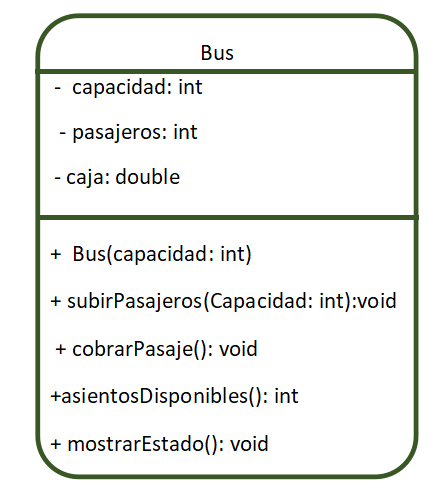 Bus
- capacidad: int
- pasajeros: int
- caja: double
+ Bus(capacidad: int)
+ subirPasajeros(Capacidad: int):void
+ cobrarPasaje(): void
+asientosDisponibles(): int
+ mostrarEstado(): void